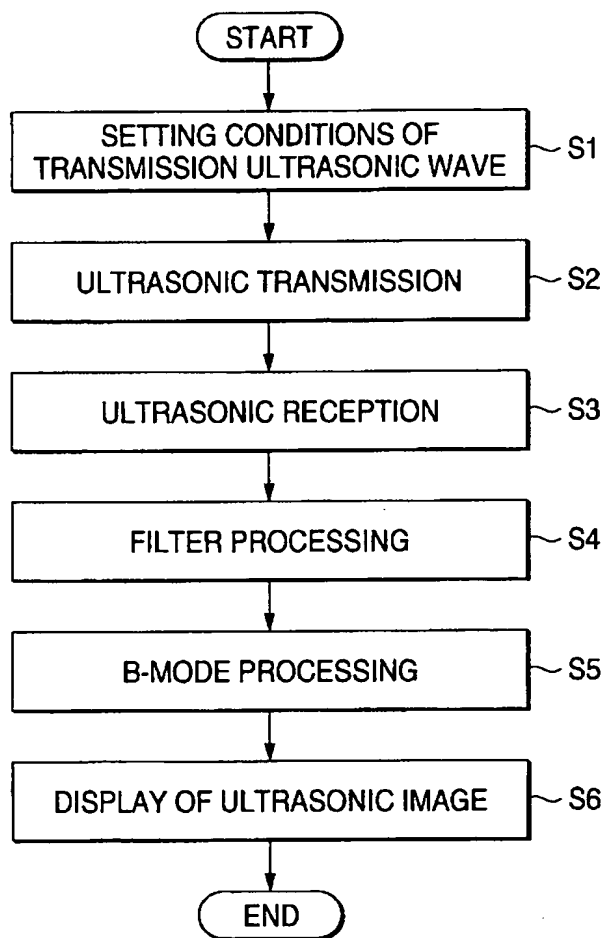 START
SETTING CONDITIONS OF
TRANSMISSION ULTRASONIC WAVE
S1
ULTRASONIC TRANSMISSION
S2
ULTRASONIC RECEPTION
S3
FILTER PROCESSING
S4
B-MODE PROCESSING
S5
DISPLAY OF ULTRASONIC IMAGE
S6
END